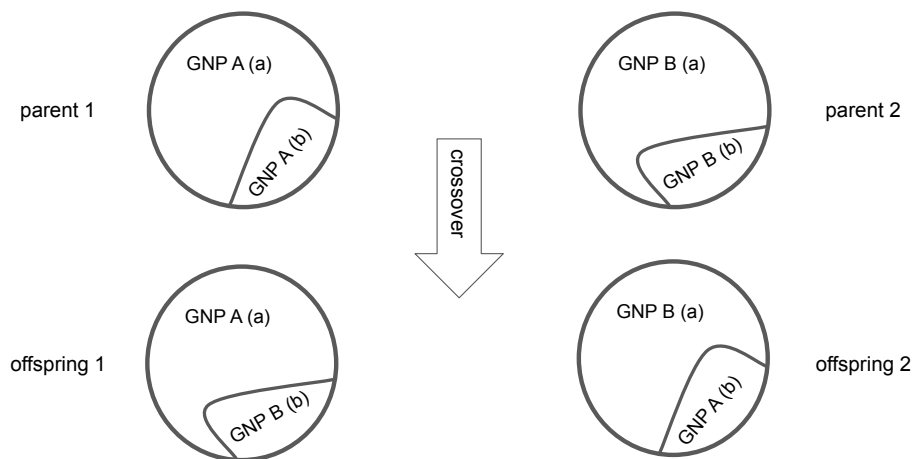 GNP A (a)
GNP B (a)
parent 1
parent 2
GNP A (b)
GNP B (b)
crossover
GNP A (a)
GNP B (a)
offspring 1
offspring 2
GNP B (b)
GNP A (b)